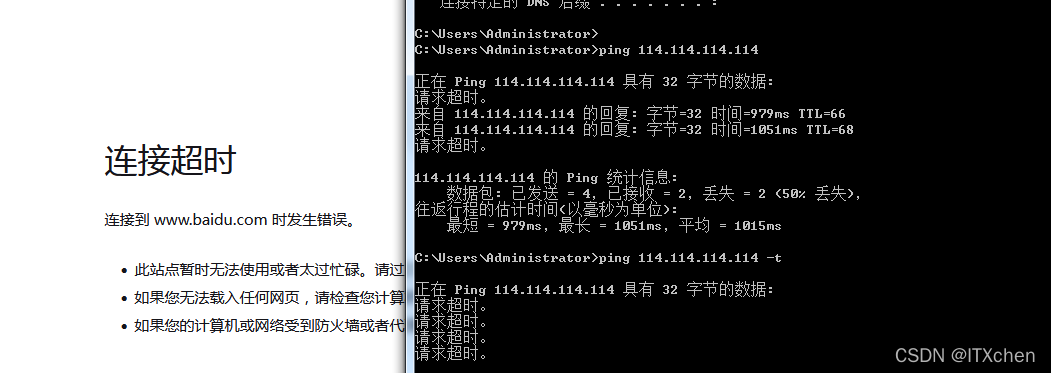 连接超时
连接到 www.baidu.com 时发生错误。
此站点暂时无法使用或者太过忙碌。请过
如果您无法载入任何网页，请检查您计算
如果您的计算机或网络受到防火墙或者代
连接特定的 DNS 后缀 . . . . . . . :
C:\Users\Administrator>
C:\Users\Administrator>ping 114.114.114.114
正在 Ping 114.114.114.114 具有 32 字节的数据:
请求超时。
来自 114.114.114.114 的回复: 字节=32 时间=979ms TTL=66
来自 114.114.114.114 的回复: 字节=32 时间=1051ms TTL=68
请求超时。
114.114.114.114 的 Ping 统计信息:
数据包: 已发送 = 4, 已接收 = 2, 丢失 = 2 (50% 丢失),
往返行程的估计时间(以毫秒为单位):
最短 = 979ms, 最长 = 1051ms, 平均 = 1015ms
C:\Users\Administrator>ping 114.114.114.114 -t
正在 Ping 114.114.114.114 具有 32 字节的数据:
请求超时。
请求超时。
请求超时。
请求超时。
CSDN @ITXchen